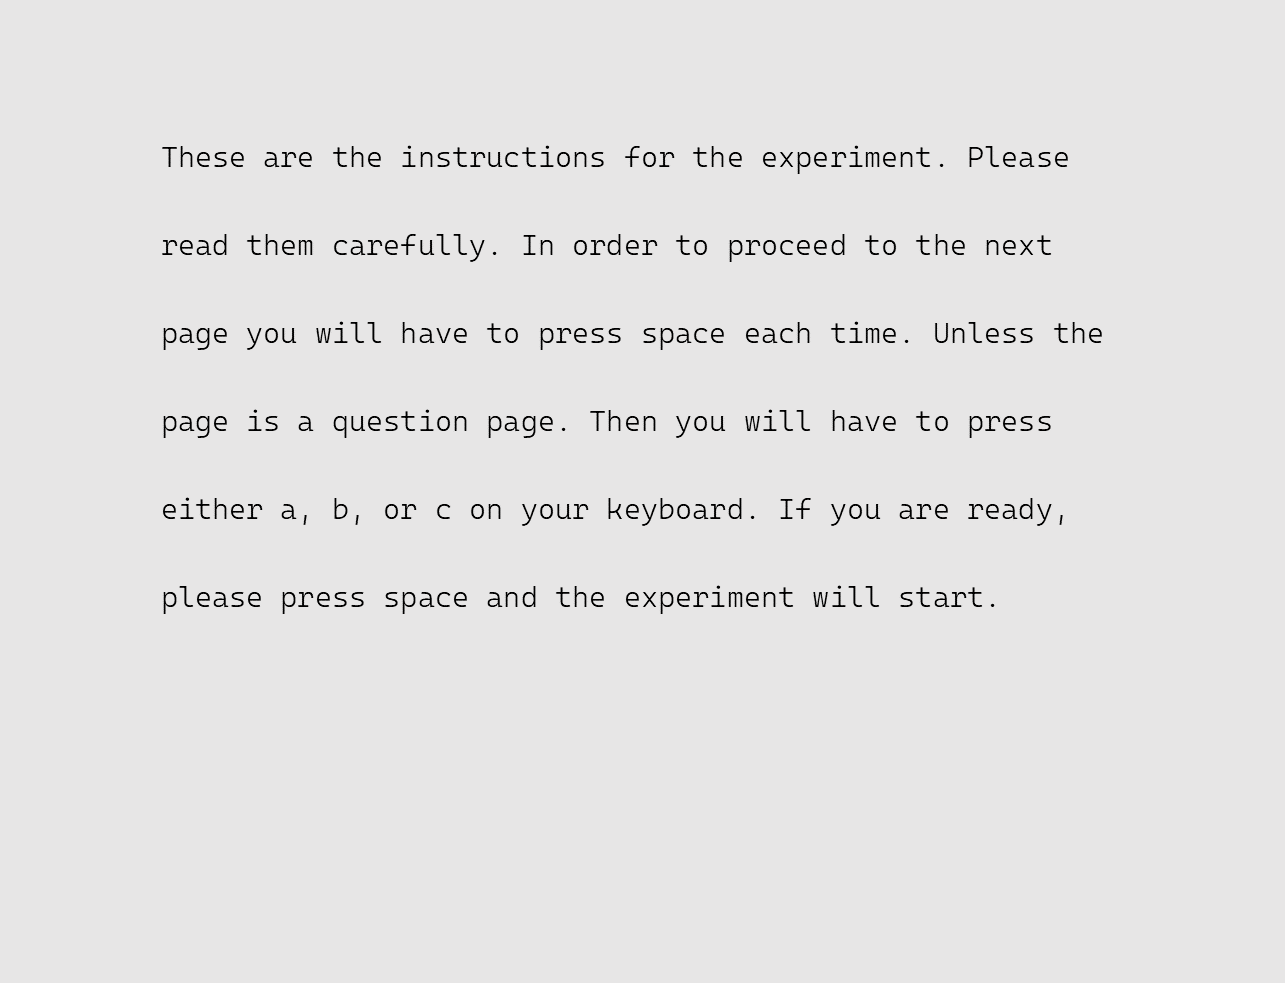 These are the instructions for the experiment. Please
read them carefully. In order to proceed to the next
page you will have to press space each time. Unless the
page is a question page. Then you will have to press
either a, b, or c on your keyboard. If you are ready,
please press space and the experiment will start.